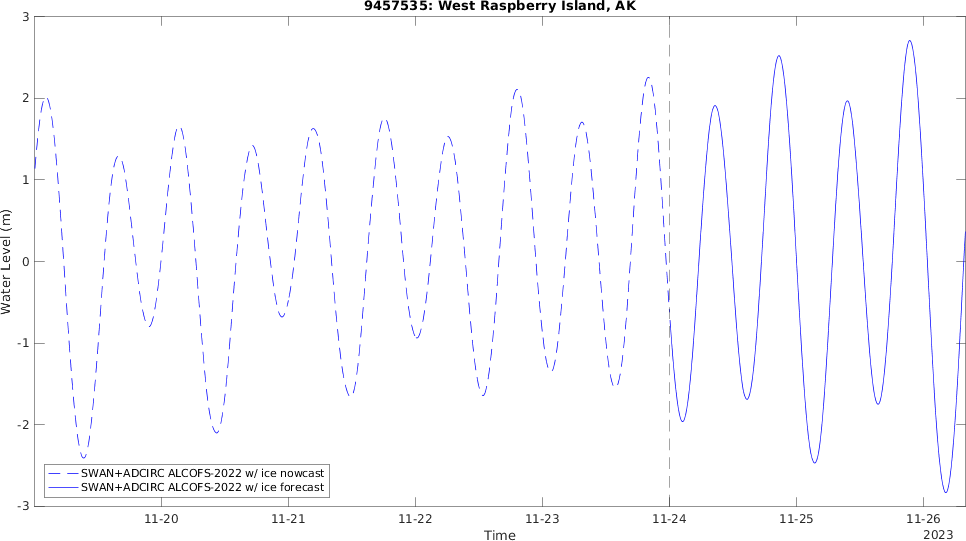 9457535: West Raspberry Island, AK
3
2
1
0
-1
-2
-3
Water Level (m)
SWAN+ADCIRC ALCOFS-2022 w/ ice nowcast
SWAN+ADCIRC ALCOFS-2022 w/ ice forecast
11-20 11-21 11-22 11-23 11-24 11-25 11-26
Time
2023